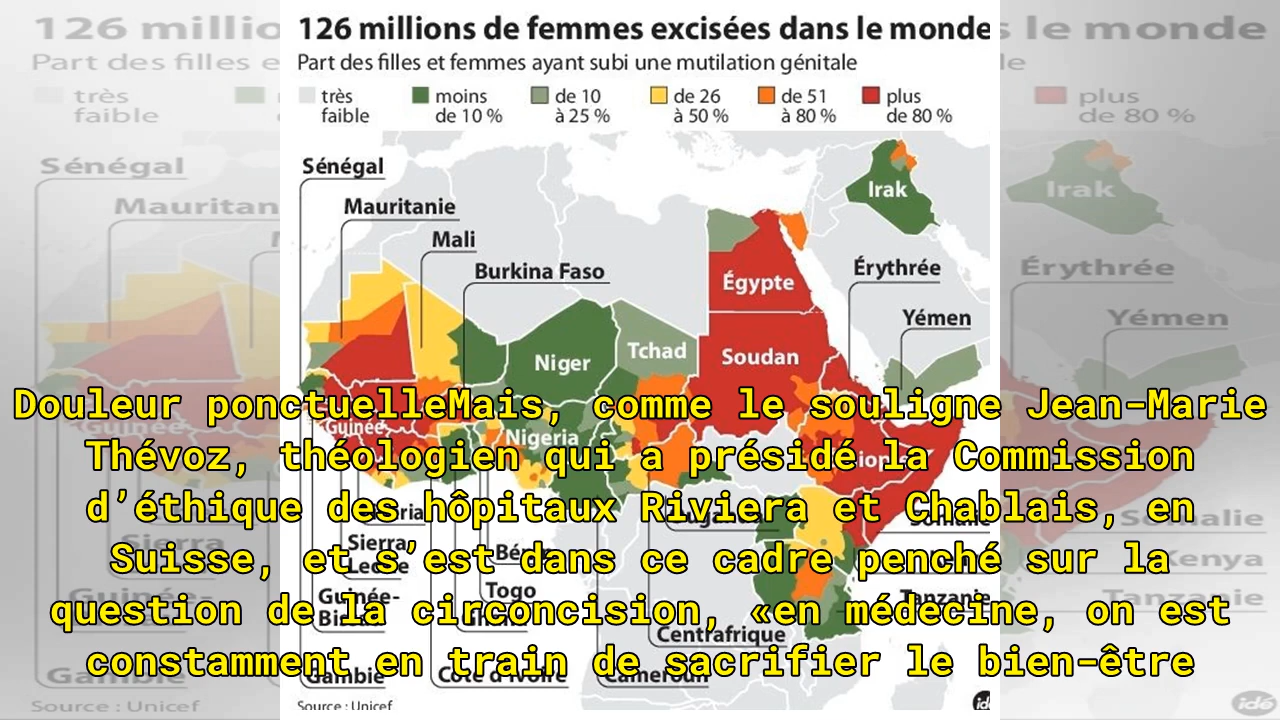 126 millions de femmes excisées dans le monde
Part des filles et femmes ayant subi une mutilation génitale
très faible
moins de 10 %
de 10 à 25 %
de 26 à 50 %
de 51 à 80 %
plus de 80 %
Sénégal
Mauritanie
Mali
Burkina Faso
Irak
Égypte
Érythrée
Yémen
Niger
Tchad
Soudan
Douleur ponctuelleMais, comme le souligne Jean-Marie
Thévoz, théologien qui a présidé la Commission
d’éthique des hôpitaux Riviera et Chablais, en
Suisse, et s’est dans ce cadre penché sur la
question de la circoncision, «en médecine, on est
constamment en train de sacrifier le bien-être
Guinée
Nigeria
Somalie
Sierra
Leone
Kenya
Togo
Guinée-
Tanzanie
Centrafrique
Gambie
Côte d'Ivoire
Cameroun
Source : Unicef
idé